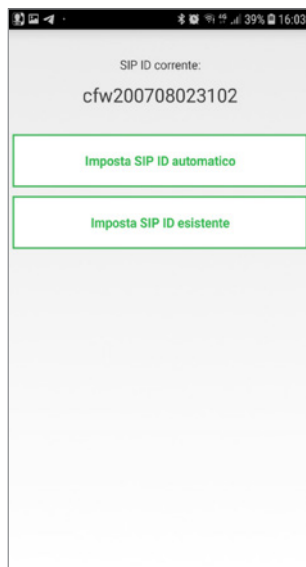 39% 16:03
SIP ID corrente:
cfw200708023102
Imposta SIP ID automatico
Imposta SIP ID esistente